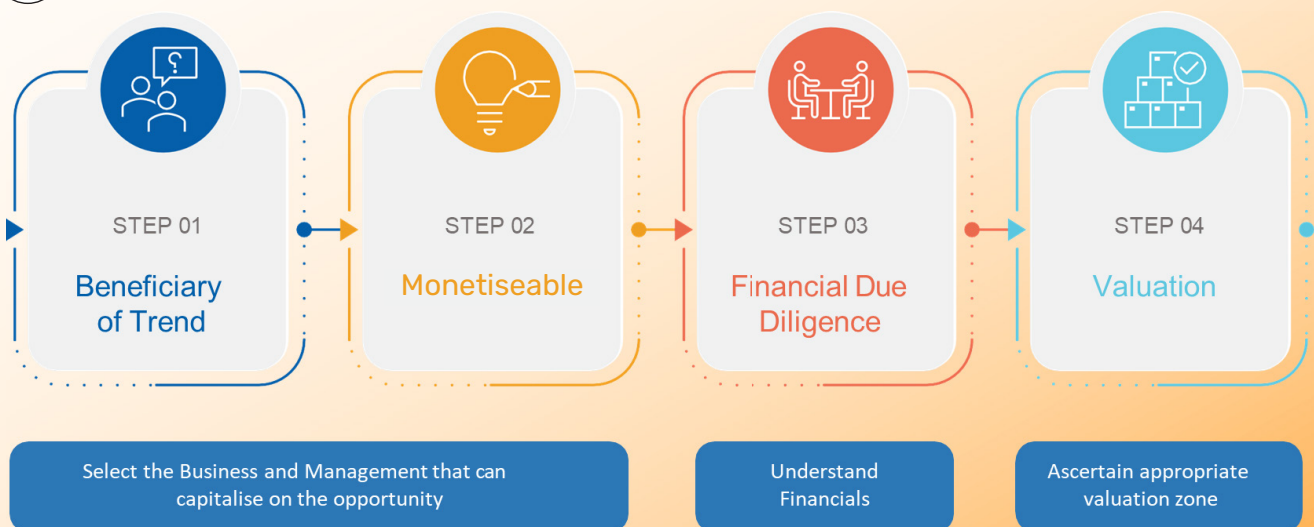 ?
STEP 01
Beneficiary
of Trend
STEP 02
Monetiseable
STEP 03
Financial Due
Diligence
STEP 04
Valuation
Select the Business and Management that can
capitalise on the opportunity
Understand
Financials
Ascertain appropriate
valuation zone